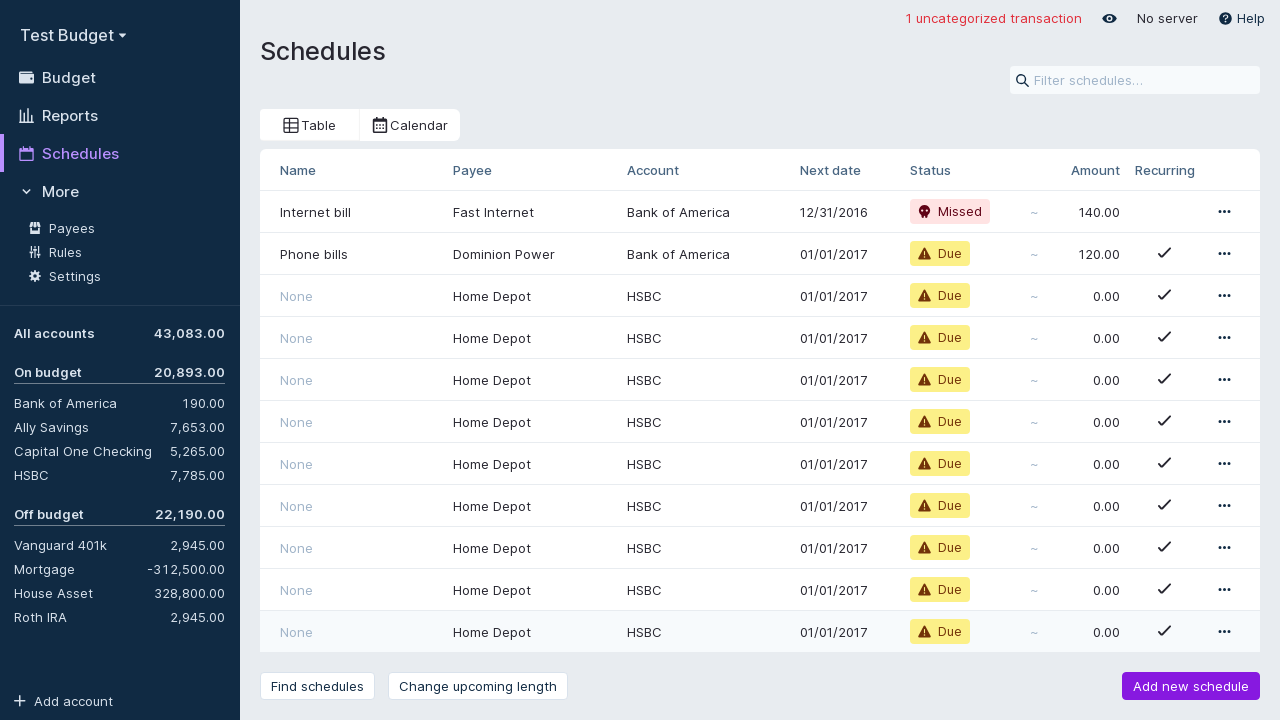 Test Budget
Budget
Reports
Schedules
More
Payees
Rules
Settings
All accounts 43,083.00
On budget 20,893.00
Bank of America 190.00
Ally Savings 7,653.00
Capital One Checking 5,265.00
HSBC 7,785.00
Off budget 22,190.00
Vanguard 401k 2,945.00
Mortgage -312,500.00
House Asset 328,800.00
Roth IRA 2,945.00
Add account
1 uncategorized transaction No server Help
Schedules
Filter schedules…
Table Calendar
Name Payee Account Next date Status Amount Recurring
Internet bill Fast Internet Bank of America 12/31/2016 Missed ~ 140.00
Phone bills Dominion Power Bank of America 01/01/2017 Due ~ 120.00
None Home Depot HSBC 01/01/2017 Due ~ 0.00
None Home Depot HSBC 01/01/2017 Due ~ 0.00
None Home Depot HSBC 01/01/2017 Due ~ 0.00
None Home Depot HSBC 01/01/2017 Due ~ 0.00
None Home Depot HSBC 01/01/2017 Due ~ 0.00
None Home Depot HSBC 01/01/2017 Due ~ 0.00
None Home Depot HSBC 01/01/2017 Due ~ 0.00
None Home Depot HSBC 01/01/2017 Due ~ 0.00
None Home Depot HSBC 01/01/2017 Due ~ 0.00
Find schedules Change upcoming length Add new schedule